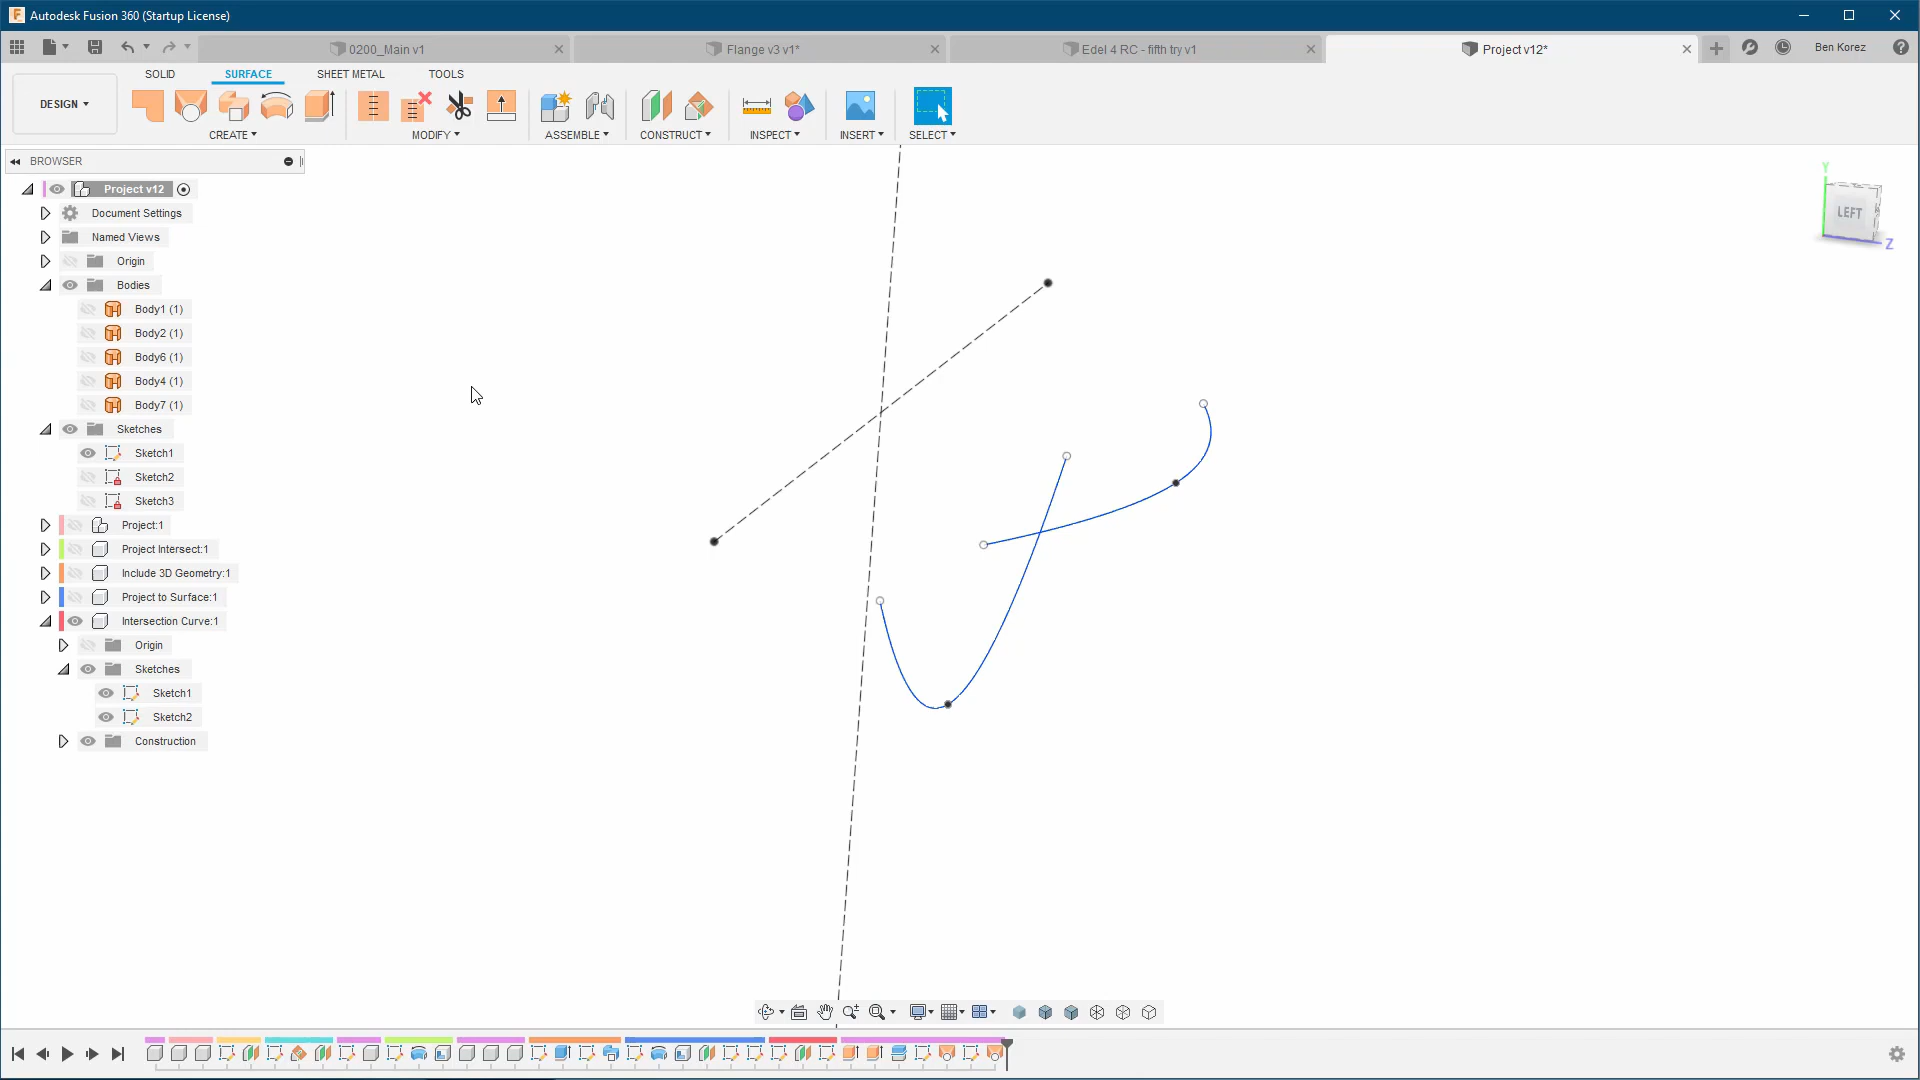 Autodesk Fusion 360 (Startup License)
0200_Main v1
Flange v3 v1*
Edel 4 RC - fifth try v1
Project v12*
Ben Korez
SOLID
SURFACE
SHEET METAL
TOOLS
DESIGN
CREATE
MODIFY
ASSEMBLE
CONSTRUCT
INSPECT
INSERT
SELECT
BROWSER
Project v12
Document Settings
Named Views
Origin
Bodies
Body1 (1)
Body2 (1)
Body6 (1)
Body4 (1)
Body7 (1)
Sketches
Sketch1
Sketch2
Sketch3
Project:1
Project Intersect:1
Include 3D Geometry:1
Project to Surface:1
Intersection Curve:1
Origin
Sketches
Sketch1
Sketch2
Construction
Y
LEFT
Z